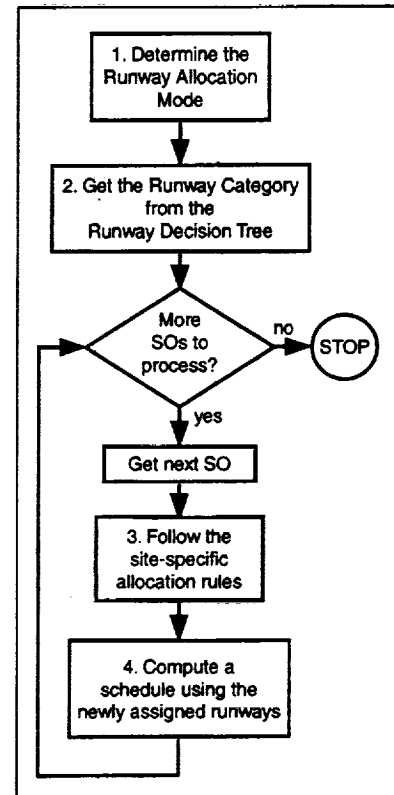 1. Determine the
Runway Allocation
Mode
2. Get the Runway Category
from the
Runway Decision Tree
More
SOs to
process?
no
STOP
yes
Get next SO
3. Follow the
site-specific
allocation rules
4. Compute a
schedule using the
newly assigned runways